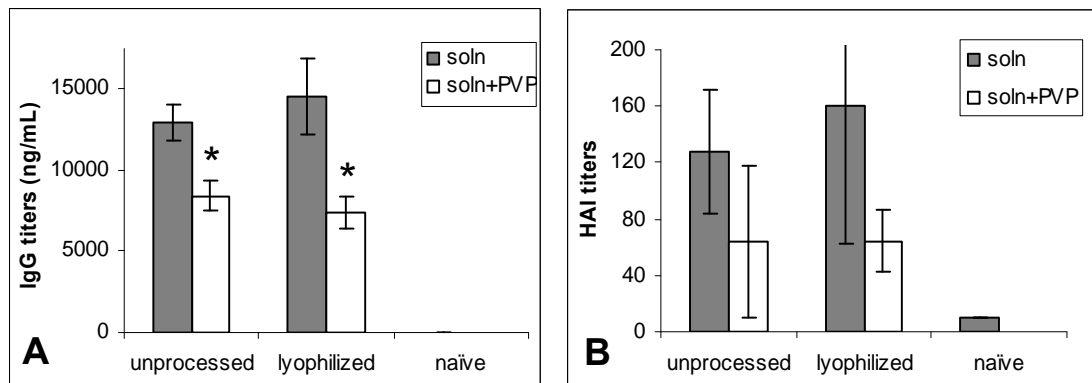 soln
soln+PVP
IgG titers (ng/mL)
15000
10000
5000
0
*
*
unprocessed
lyophilized
naïve
A
soln
soln+PVP
HAI titers
200
160
120
80
40
0
unprocessed
lyophilized
naïve
B